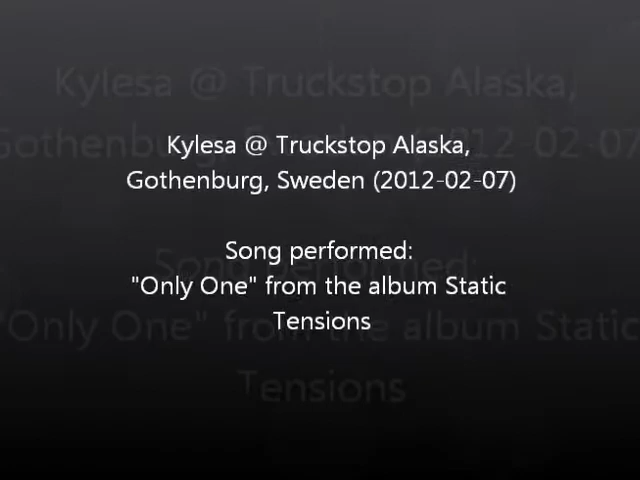 Kylesa @ Truckstop Alaska,
Gothenburg, Sweden (2012-02-07)
Song performed:
"Only One" from the album Static
Tensions